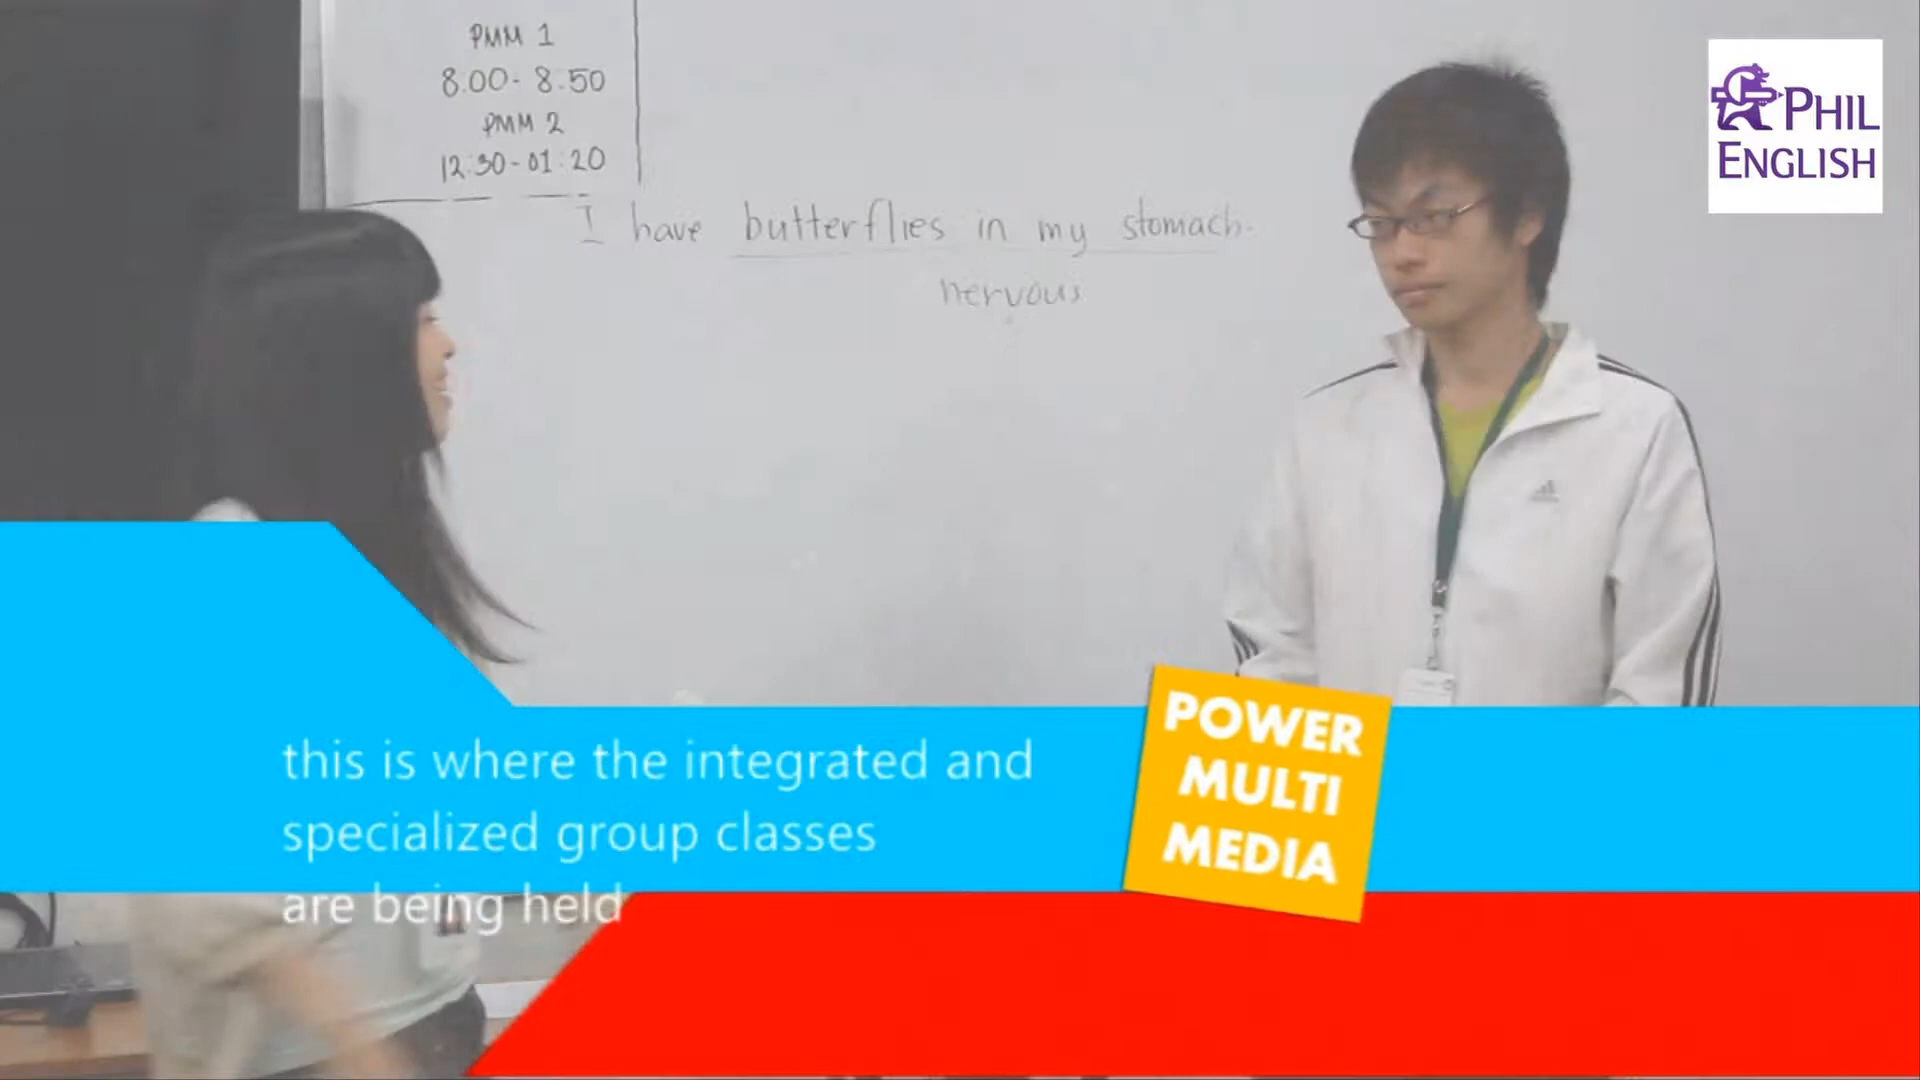 PMM 1
8.00- 8.50
PMM 2
12:30-01:20
I have butterflies in my stomach.
nervous
PHIL
ENGLISH
this is where the integrated and
specialized group classes
are being held
POWER
MULTI
MEDIA